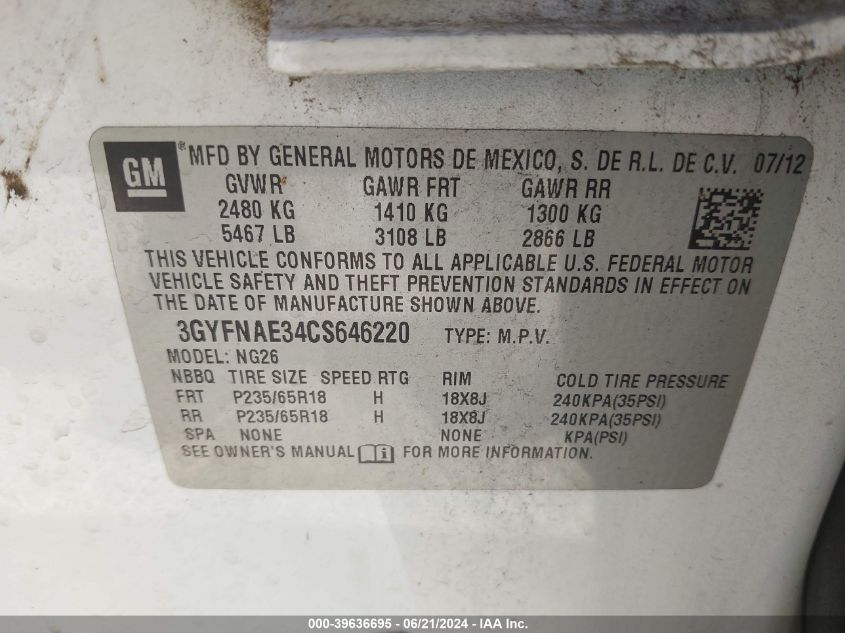 GM ® MFD BY GENERAL MOTORS DE MEXICO, S. DE R.L. DE C.V. 07/12
GVWR GAWR FRT GAWR RR
2480 KG 1410 KG 1300 KG
5467 LB 3108 LB 2866 LB
THIS VEHICLE CONFORMS TO ALL APPLICABLE U.S. FEDERAL MOTOR
VEHICLE SAFETY AND THEFT PREVENTION STANDARDS IN EFFECT ON
THE DATE OF MANUFACTURE SHOWN ABOVE.
3GYFNAE34CS646220 TYPE: M.P.V.
MODEL: NG26
NBBQ TIRE SIZE SPEED RTG RIM COLD TIRE PRESSURE
FRT P235/65R18 H 18X8J 240KPA(35PSI)
RR P235/65R18 H 18X8J 240KPA(35PSI)
SPA NONE NONE KPA(PSI)
SEE OWNER'S MANUAL i FOR MORE INFORMATION.
000-39636695 - 06/21/2024 - IAA Inc.